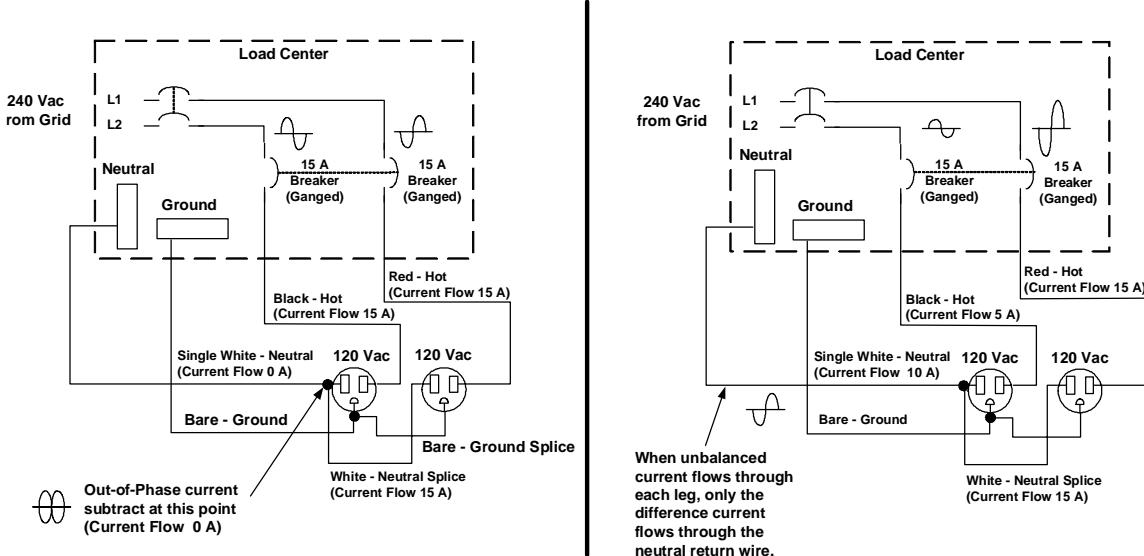 Load Center
240 Vac
rom Grid
L1
L2
Neutral
Ground
15 A
Breaker
(Ganged)
15 A
Breaker
(Ganged)
Red - Hot
(Current Flow 15 A)
Black - Hot
(Current Flow 15 A)
Single White - Neutral
(Current Flow 0 A)
120 Vac
120 Vac
Bare - Ground
Bare - Ground Splice
White - Neutral Splice
(Current Flow 15 A)
Out-of-Phase current
subtract at this point
(Current Flow 0 A)
Load Center
240 Vac
from Grid
L1
L2
Neutral
Ground
15 A
Breaker
(Ganged)
15 A
Breaker
(Ganged)
Red - Hot
(Current Flow 15 A)
Black - Hot
(Current Flow 5 A)
Single White - Neutral
(Current Flow 10 A)
120 Vac
120 Vac
Bare - Ground
White - Neutral Splice
(Current Flow 15 A)
When unbalanced
current flows through
each leg, only the
difference current
flows through the
neutral return wire.